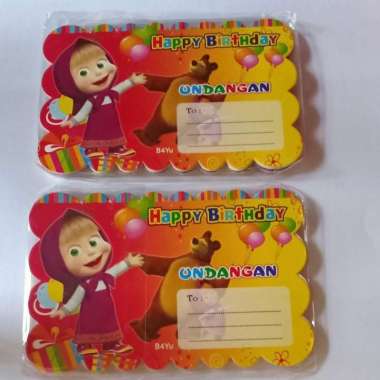 Happy Birthday
UNDANGAN
To :
B4Yu
Happy Birthday
UNDANGAN
To :
B4Yu